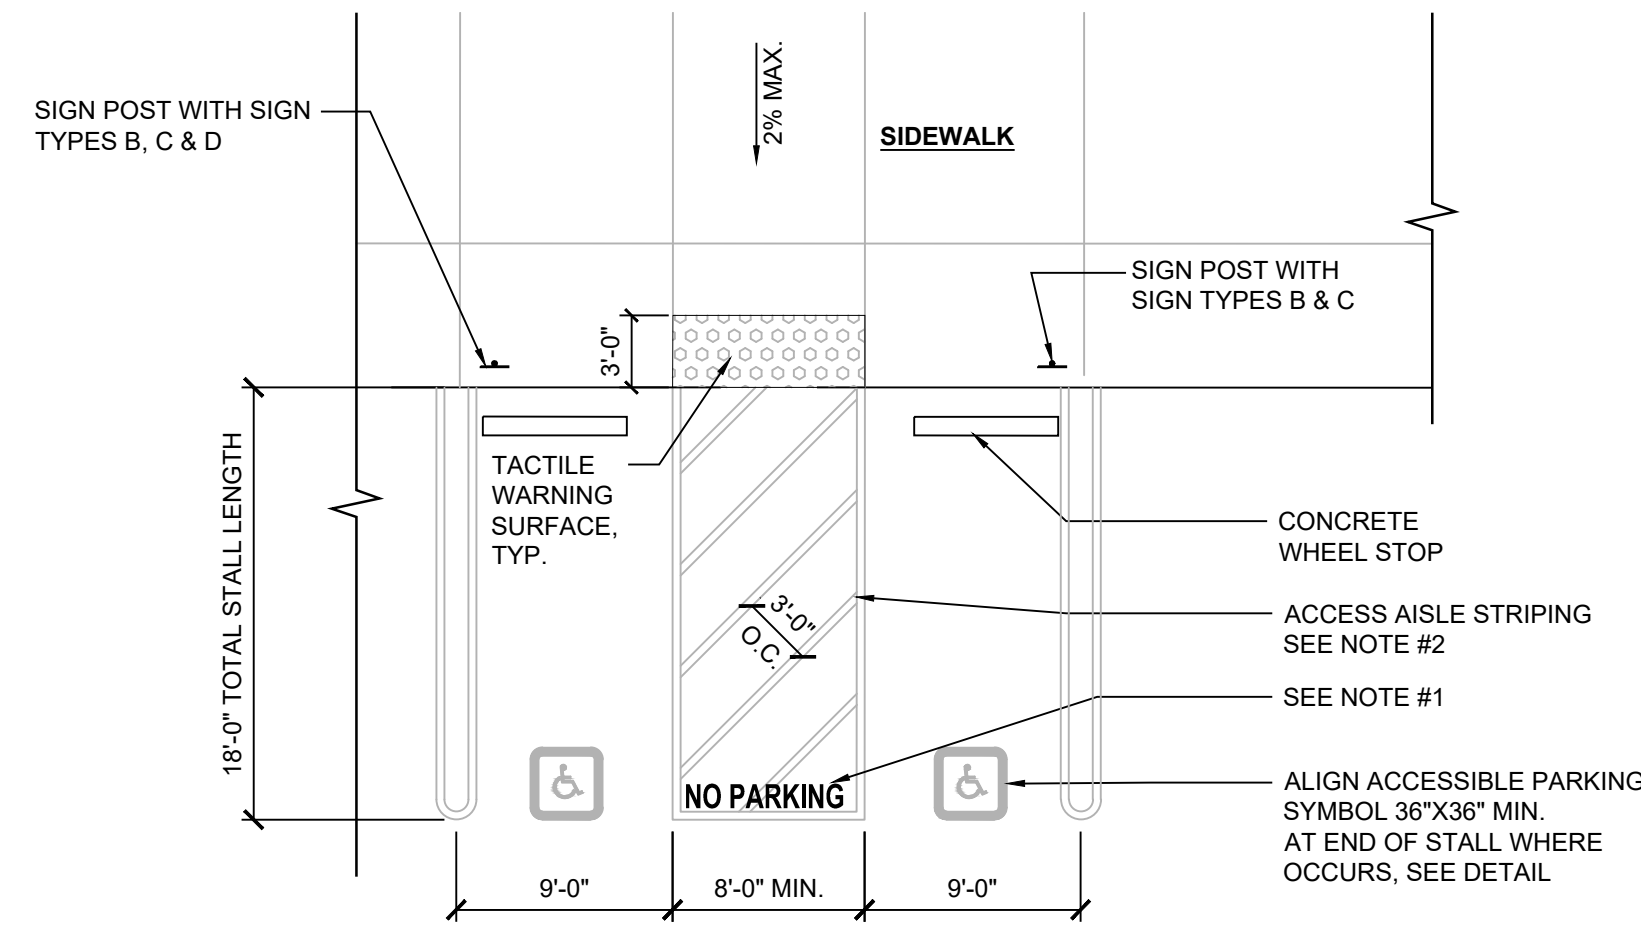 2% MAX.
SIDEWALK
SIGN POST WITH SIGN
TYPES B, C & D
SIGN POST WITH
SIGN TYPES B & C
3'-0"
18'-0" TOTAL STALL LENGTH
TACTILE
WARNING
SURFACE,
TYP.
CONCRETE
WHEEL STOP
3'-0"
O.C.
ACCESS AISLE STRIPING
SEE NOTE #2
SEE NOTE #1
NO PARKING
ALIGN ACCESSIBLE PARKING
SYMBOL 36"X36" MIN.
AT END OF STALL WHERE
OCCURS, SEE DETAIL
9'-0"
8'-0" MIN.
9'-0"